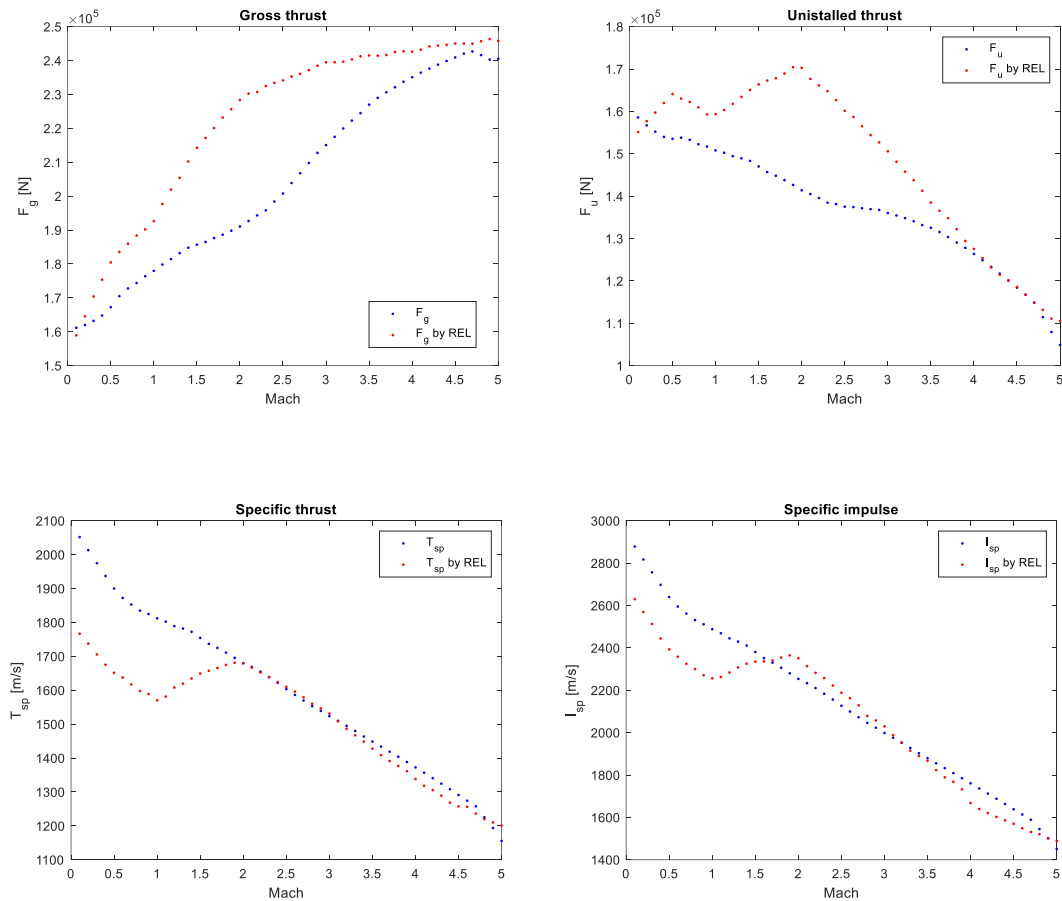 Gross thrust
×10^5
2.5
2.4
2.3
2.2
2.1
2
1.9
1.8
1.7
1.6
1.5
F_g [N]
0 0.5 1 1.5 2 2.5 3 3.5 4 4.5 5
Mach
F_g
F_g by REL
Unistalled thrust
×10^5
1.8
1.7
1.6
1.5
1.4
1.3
1.2
1.1
1
F_u [N]
0 0.5 1 1.5 2 2.5 3 3.5 4 4.5 5
Mach
F_u
F_u by REL
Specific thrust
2100
2000
1900
1800
1700
1600
1500
1400
1300
1200
1100
T_sp [m/s]
0 0.5 1 1.5 2 2.5 3 3.5 4 4.5 5
Mach
T_sp
T_sp by REL
Specific impulse
3000
2800
2600
2400
2200
2000
1800
1600
1400
I_sp [m/s]
0 0.5 1 1.5 2 2.5 3 3.5 4 4.5 5
Mach
I_sp
I_sp by REL